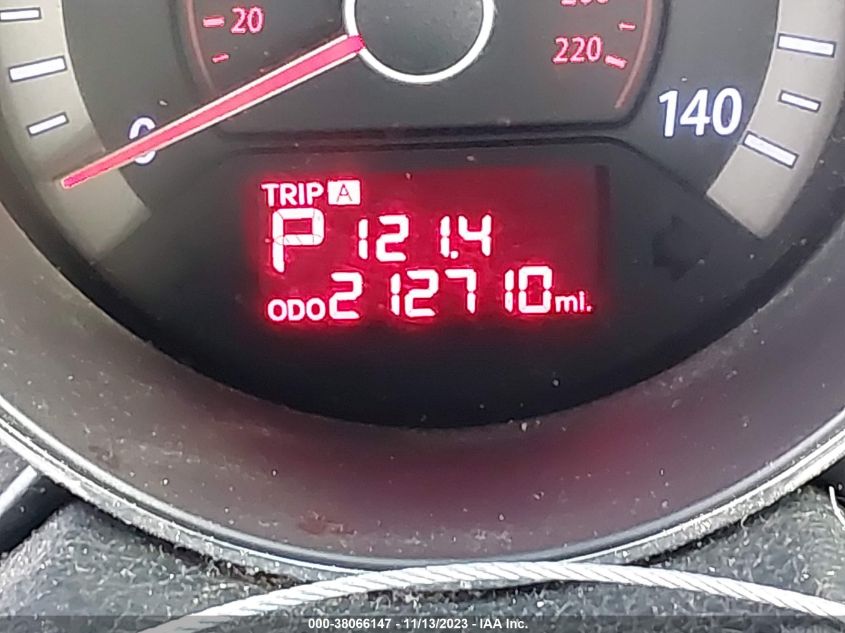 20
220
0
140
TRIP A
P 121.4
ODO 212710 mi.
000-38066147 - 11/13/2023 - IAA Inc.